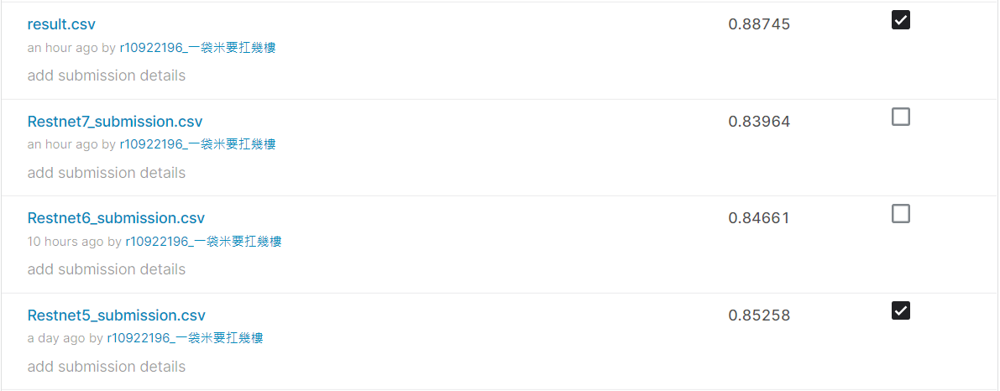 result.csv 0.88745
an hour ago by r10922196_一袋米要扛幾樓
add submission details
Restnet7_submission.csv 0.83964
an hour ago by r10922196_一袋米要扛幾樓
add submission details
Restnet6_submission.csv 0.84661
10 hours ago by r10922196_一袋米要扛幾樓
add submission details
Restnet5_submission.csv 0.85258
a day ago by r10922196_一袋米要扛幾樓
add submission details